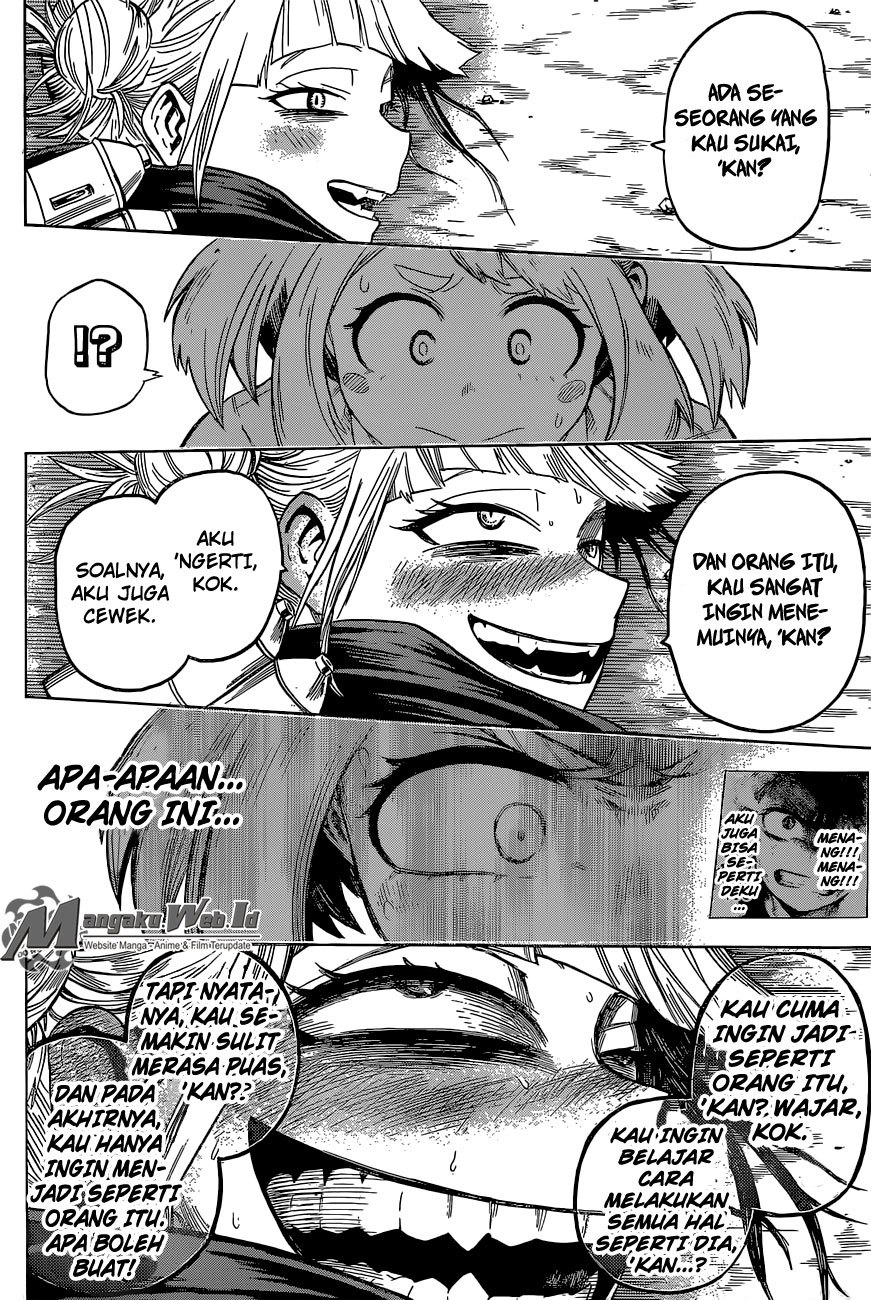 ADA SE-
SEORANG YANG
KAU SUKAI,
'KAN?
!?
DAN ORANG ITU,
KAU SANGAT
INGIN MENE-
MUINYA, 'KAN?
AKU
'NGERTI,
KOK.
SOALNYA,
AKU JUGA
CEWEK.
MENA-
NG!!!
MENA-
NG!!!
AKU
JUGA
BISA
SE-
PERTI
DEKU
...
APA-APAAN...
ORANG INI...
Mangaku.Web.Id
Website Manga - Anime & Film Terupdate
KAU CUMA
INGIN JADI
SEPERTI
ORANG ITU,
'KAN? WAJAR,
KOK.
KAU INGIN
BELAJAR
CARA
MELAKUKAN
SEMUA HAL
SEPERTI DIA,
'KAN...?
TAPI NYATA-
NYA, KAU SE-
MAKIN SULIT
MERASA PUAS,
'KAN?
DAN PADA
AKHIRNYA,
KAU HANYA
INGIN MEN-
JADI SEPERTI
ORANG ITU.
APA BOLEH
BUAT!